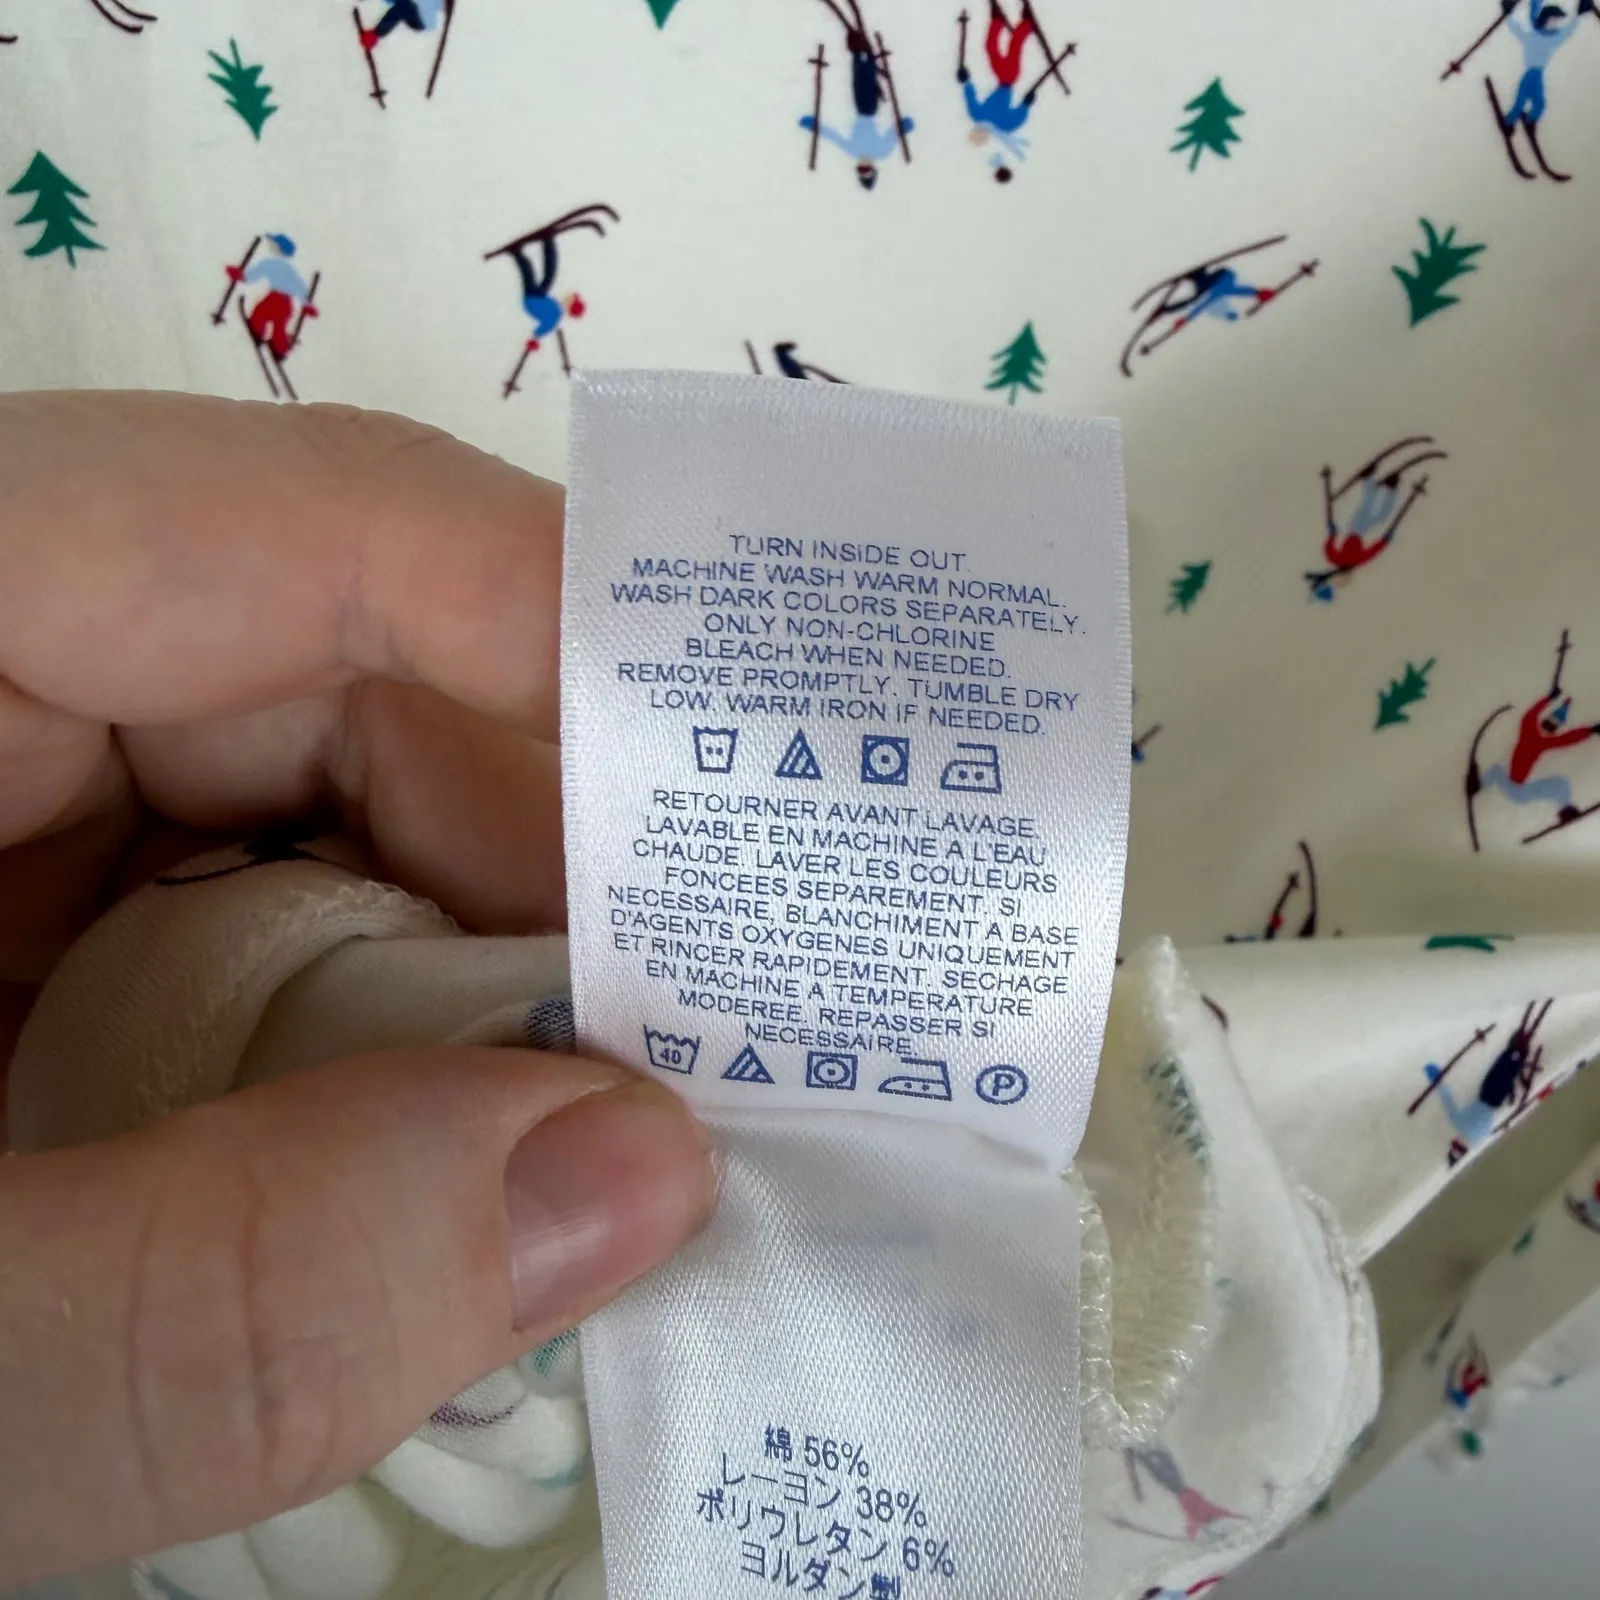 TURN INSIDE OUT.
MACHINE WASH WARM NORMAL.
WASH DARK COLORS SEPARATELY.
ONLY NON-CHLORINE
BLEACH WHEN NEEDED.
REMOVE PROMPTLY. TUMBLE DRY
LOW. WARM IRON IF NEEDED.
RETOURNER AVANT LAVAGE.
LAVABLE EN MACHINE A L'EAU
CHAUDE. LAVER LES COULEURS
FONCEES SEPAREMENT. SI
NECESSAIRE, BLANCHIMENT A BASE
D'AGENTS OXYGENES UNIQUEMENT
ET RINCER RAPIDEMENT. SECHAGE
EN MACHINE A TEMPERATURE
MODEREE. REPASSER SI
NECESSAIRE.
40 P
綿 56%
レーヨン 38%
ポリウレタン 6%
ヨルダン製